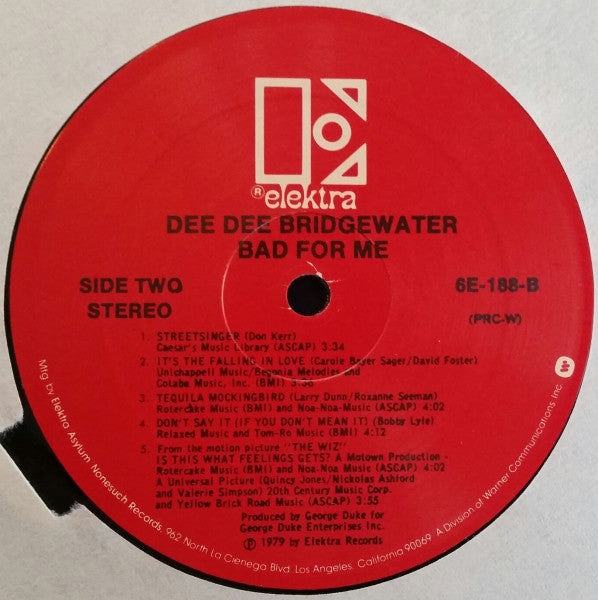 ® elektra
DEE DEE BRIDGEWATER
BAD FOR ME
SIDE TWO
STEREO
6E-188-B
(PRC-W)
1. STREETSINGER (Don Kerr)
Caesar's Music Library (ASCAP) 3:34
2. IT'S THE FALLING IN LOVE (Carole Bayer Sager/David Foster)
Unichappell Music/Begonia Melodies and
Cotaba Music, Inc. (BMI) 3:36
3. TEQUILA MOCKINGBIRD (Larry Dunn/Roxanne Seeman)
Rotercake Music (BMI) and Noa-Noa-Music (ASCAP) 4:02
4. DON'T SAY IT (IF YOU DON'T MEAN IT) (Bobby Lyle)
Relaxed Music and Tom-Ro Music (BMI) 4:12
5. From the motion picture "THE WIZ"
IS THIS WHAT FEELINGS GETS? A Motown Production -
Rotercake Music (BMI) and Noa-Noa Music (ASCAP) 4:02
A Universal Picture (Quincy Jones/Nickolas Ashford
and Valerie Simpson) 20th Century Music Corp.
and Yellow Brick Road Music (ASCAP) 3:55
Produced by George Duke for
George Duke Enterprises Inc.
℗ 1979 by Elektra Records
Mfg. by Elektra Asylum Nonesuch Records, 962 North La Cienega Blvd. Los Angeles, California 90069 A Division of Warner Communications Inc.